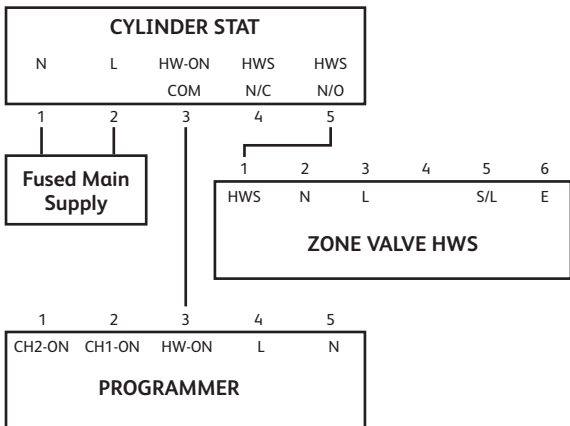 CYLINDER STAT
N L HW-ON HWS HWS
COM N/C N/O
1 2 3 4 5
Fused Main
Supply
1 2 3 4 5 6
HWS N L S/L E
ZONE VALVE HWS
1 2 3 4 5
CH2-ON CH1-ON HW-ON L N
PROGRAMMER